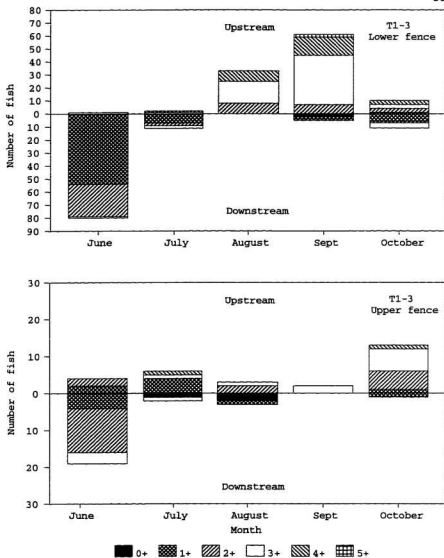 80
70
60
50
40
30
20
10
0
10
20
30
40
50
60
70
80
90
Number of fish
Upstream
T1-3
Lower fence
Downstream
June July August Sept October
30
20
10
0
10
20
30
Number of fish
Upstream
T1-3
Upper fence
Downstream
June July August Sept October
Month
0+ 1+ 2+ 3+ 4+ 5+